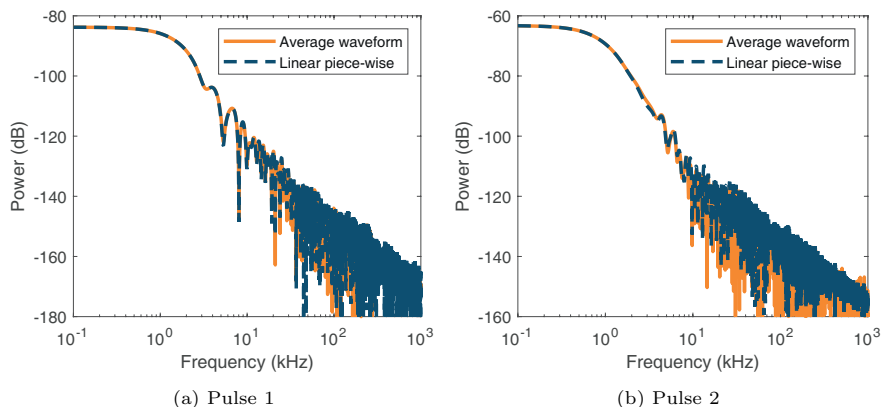 -80
-100
-120
-140
-160
-180
Power (dB)
Average waveform
Linear piece-wise
10^-1
10^0
10^1
10^2
10^3
Frequency (kHz)
(a) Pulse 1
-60
-80
-100
-120
-140
-160
Power (dB)
Average waveform
Linear piece-wise
10^-1
10^0
10^1
10^2
10^3
Frequency (kHz)
(b) Pulse 2